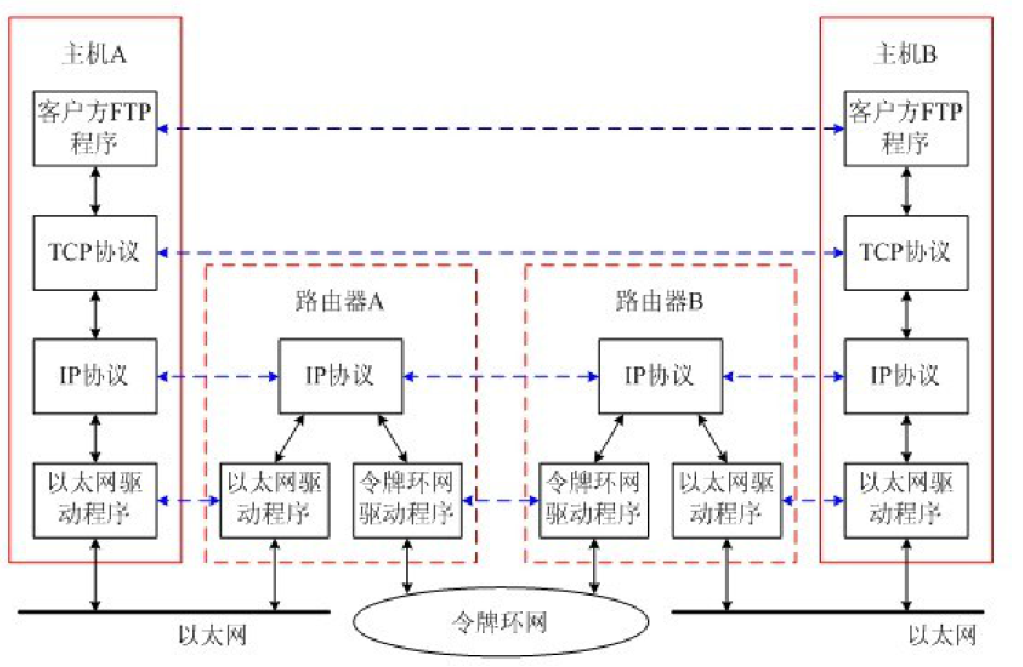 主机A
主机B
客户方FTP
程序
客户方FTP
程序
TCP协议
TCP协议
路由器A
路由器B
IP协议
IP协议
IP协议
IP协议
以太网驱
动程序
以太网驱
动程序
令牌环网
驱动程序
令牌环网
驱动程序
以太网驱
动程序
以太网驱
动程序
以太网
令牌环网
以太网